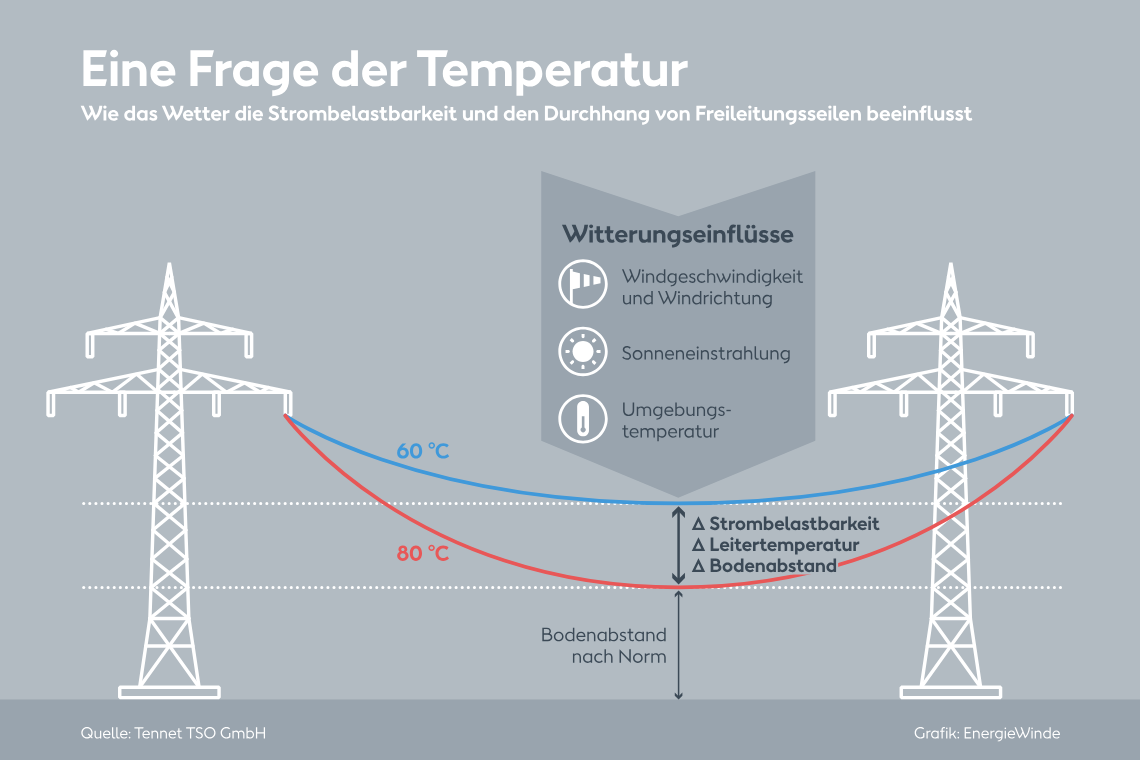 Eine Frage der Temperatur
Wie das Wetter die Strombelastbarkeit und den Durchhang von Freileitungsseilen beeinflusst
Witterungseinflüsse
Windgeschwindigkeit
und Windrichtung
Sonneneinstrahlung
Umgebungs-
temperatur
60 °C
80 °C
Δ Strombelastbarkeit
Δ Leitertemperatur
Δ Bodenabstand
Bodenabstand
nach Norm
Quelle: Tennet TSO GmbH
Grafik: EnergieWinde